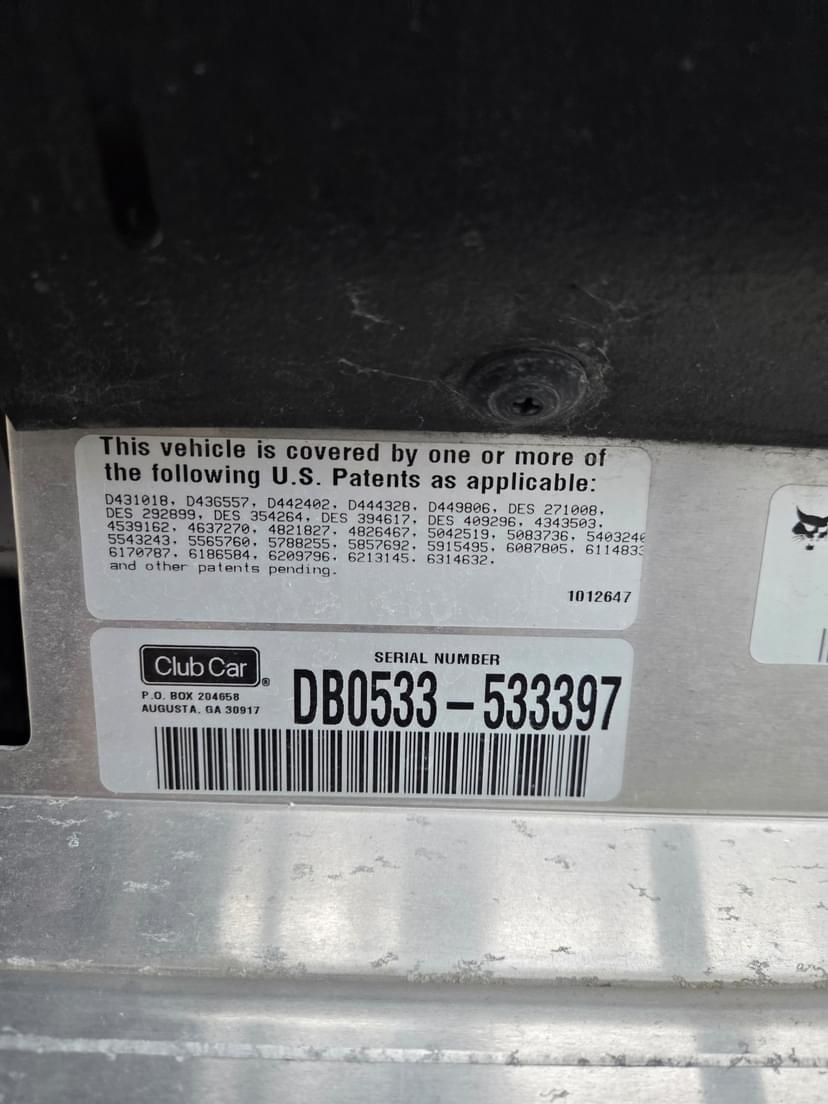 This vehicle is covered by one or more of
the following U.S. Patents as applicable:
D431018, D436557, D442402, D444328, D449806, DES 271008,
DES 292899, DES 354264, DES 394617, DES 409296, 4343503,
4539162, 4637270, 4821827, 4826467, 5042519, 5083736, 5403240
5543243, 5565760, 5788255, 5857692, 5915495, 6087805, 611483
6170787, 6186584, 6209796, 6213145, 6314632,
and other patents pending.
1012647
Club Car®
P.O. BOX 204658
AUGUSTA, GA 30917
SERIAL NUMBER
DB0533-533397